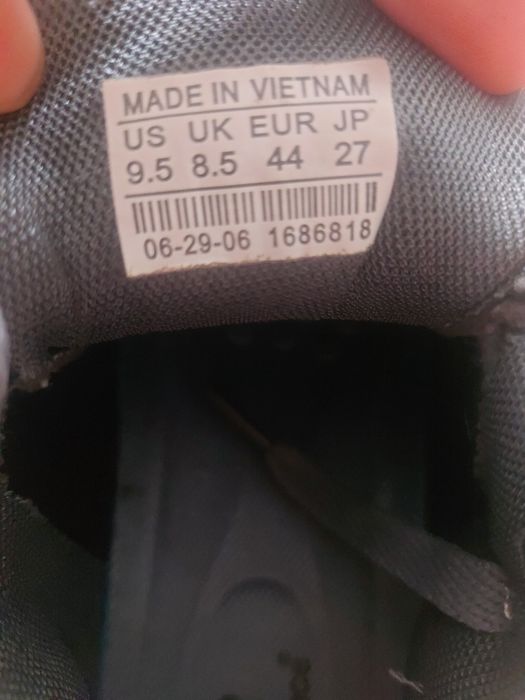 MADE IN VIETNAM
US UK EUR JP
9.5 8.5 44 27
06-29-06 1686818